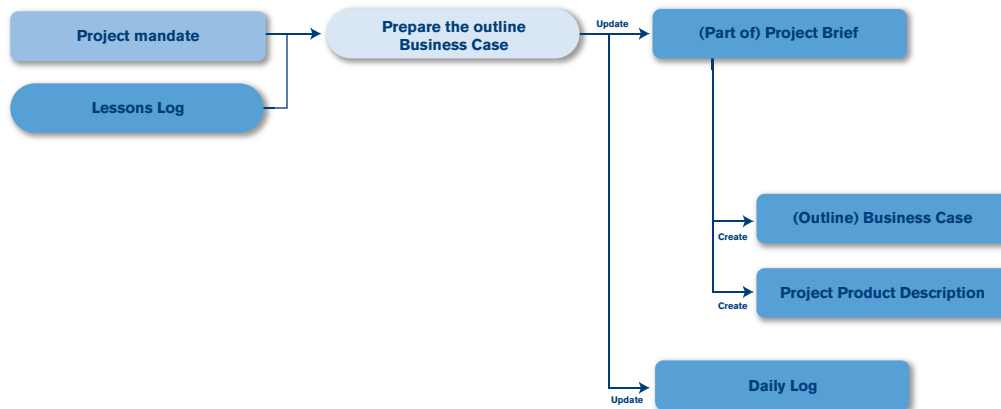 Project mandate
Lessons Log
Prepare the outline
Business Case
Update
(Part of) Project Brief
(Outline) Business Case
Create
Project Product Description
Create
Daily Log
Update